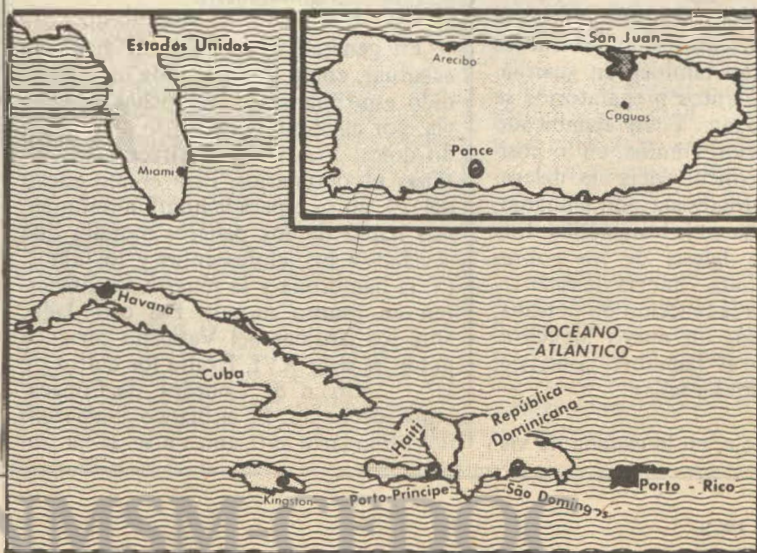 Estados Unidos
Miami
San Juan
Arecibo
Caguas
Ponce
Havana
Cuba
OCEANO
ATLÂNTICO
Haiti
República
Dominicana
Kingston
Porto-Príncipe
São Domingos
Porto - Rico